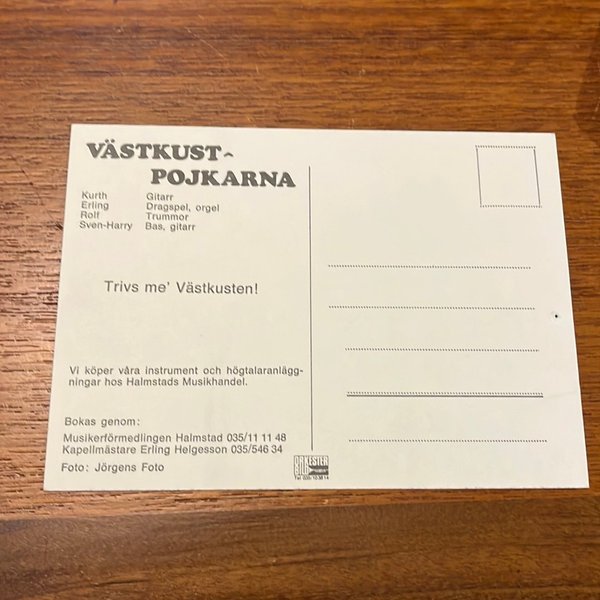 VÄSTKUST-
POJKARNA
Kurth Gitarr
Erling Dragspel, orgel
Rolf Trummor
Sven-Harry Bas, gitarr
Trivs me' Västkusten!
Vi köper våra instrument och högtalaranlägg-
ningar hos Halmstads Musikhandel.
Bokas genom:
Musikerförmedlingen Halmstad 035/11 11 48
Kapellmästare Erling Helgesson 035/546 34
Foto: Jörgens Foto